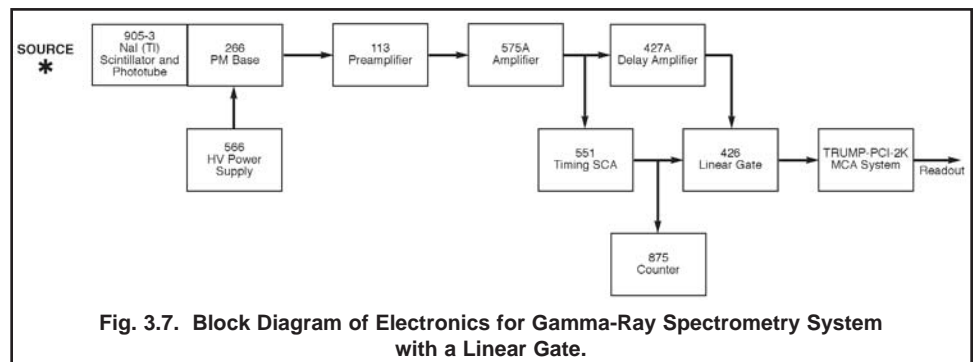 SOURCE
*
905-3
NaI (Tl)
Scintillator and
Phototube
266
PM Base
113
Preamplifier
575A
Amplifier
427A
Delay Amplifier
566
HV Power
Supply
551
Timing SCA
426
Linear Gate
TRUMP-PCI-2K
MCA System
Readout
875
Counter
Fig. 3.7. Block Diagram of Electronics for Gamma-Ray Spectrometry System
with a Linear Gate.